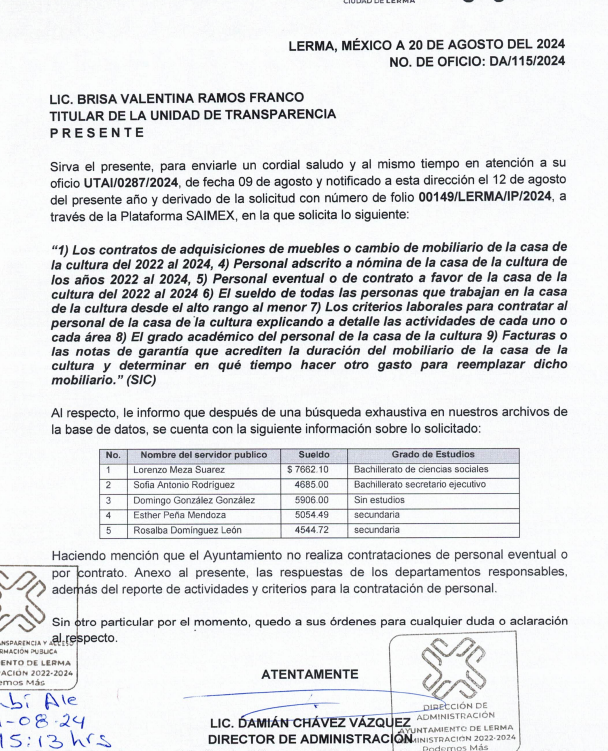 CIUDAD DE LERMA
LERMA, MÉXICO A 20 DE AGOSTO DEL 2024
NO. DE OFICIO: DA/115/2024
LIC. BRISA VALENTINA RAMOS FRANCO
TITULAR DE LA UNIDAD DE TRANSPARENCIA
P R E S E N T E
Sirva el presente, para enviarle un cordial saludo y al mismo tiempo en atención a su
oficio UTAI/0287/2024, de fecha 09 de agosto y notificado a esta dirección el 12 de agosto
del presente año y derivado de la solicitud con número de folio 00149/LERMA/IP/2024, a
través de la Plataforma SAIMEX, en la que solicita lo siguiente:
“1) Los contratos de adquisiciones de muebles o cambio de mobiliario de la casa de
la cultura del 2022 al 2024, 4) Personal adscrito a nómina de la casa de la cultura de
los años 2022 al 2024, 5) Personal eventual o de contrato a favor de la casa de la
cultura del 2022 al 2024 6) El sueldo de todas las personas que trabajan en la casa
de la cultura desde el alto rango al menor 7) Los criterios laborales para contratar al
personal de la casa de la cultura explicando a detalle las actividades de cada uno o
cada área 8) El grado académico del personal de la casa de la cultura 9) Facturas o
las notas de garantía que acrediten la duración del mobiliario de la casa de la
cultura y determinar en qué tiempo hacer otro gasto para reemplazar dicho
mobiliario.” (SIC)
Al respecto, le informo que después de una búsqueda exhaustiva en nuestros archivos de
la base de datos, se cuenta con la siguiente información sobre lo solicitado:
No. Nombre del servidor publico Sueldo Grado de Estudios
1 Lorenzo Meza Suarez $ 7662.10 Bachillerato de ciencias sociales
2 Sofia Antonio Rodriguez 4685.00 Bachillerato secretario ejecutivo
3 Domingo González González 5906.00 Sin estudios
4 Esther Peña Mendoza 5054.49 secundaria
5 Rosalba Domínguez León 4544.72 secundaria
Haciendo mención que el Ayuntamiento no realiza contrataciones de personal eventual o
por contrato. Anexo al presente, las respuestas de los departamentos responsables,
además del reporte de actividades y criterios para la contratación de personal.
Sin otro particular por el momento, quedo a sus órdenes para cualquier duda o aclaración
al respecto.
NSPARENCIA Y ACCESO
RMACIÓN PUBLICA
ENTO DE LERMA
ACION 2022-2024
emos Más
bí Ale
-08-24
15:13 hrs
ATENTAMENTE
LIC. DAMIÁN CHÁVEZ VÁZQUEZ
DIRECTOR DE ADMINISTRACIÓN
DIRECCIÓN DE
ADMINISTRACIÓN
AYUNTAMIENTO DE LERMA
ADMINISTRACIÓN 2022-2024
Podemos Más